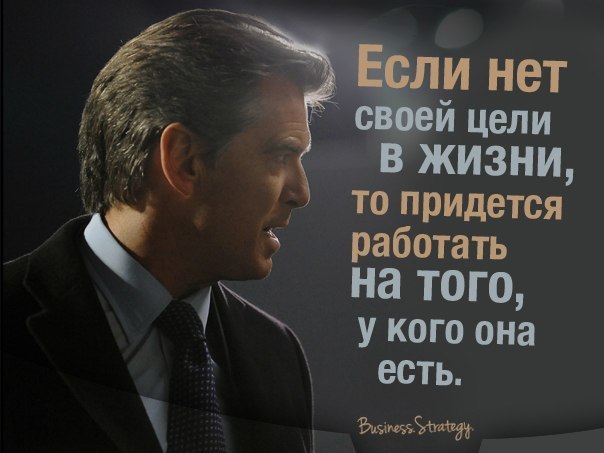 Если нет
своей цели
в жизни,
то придется
работать
на того,
у кого она
есть.
Business Strategy.